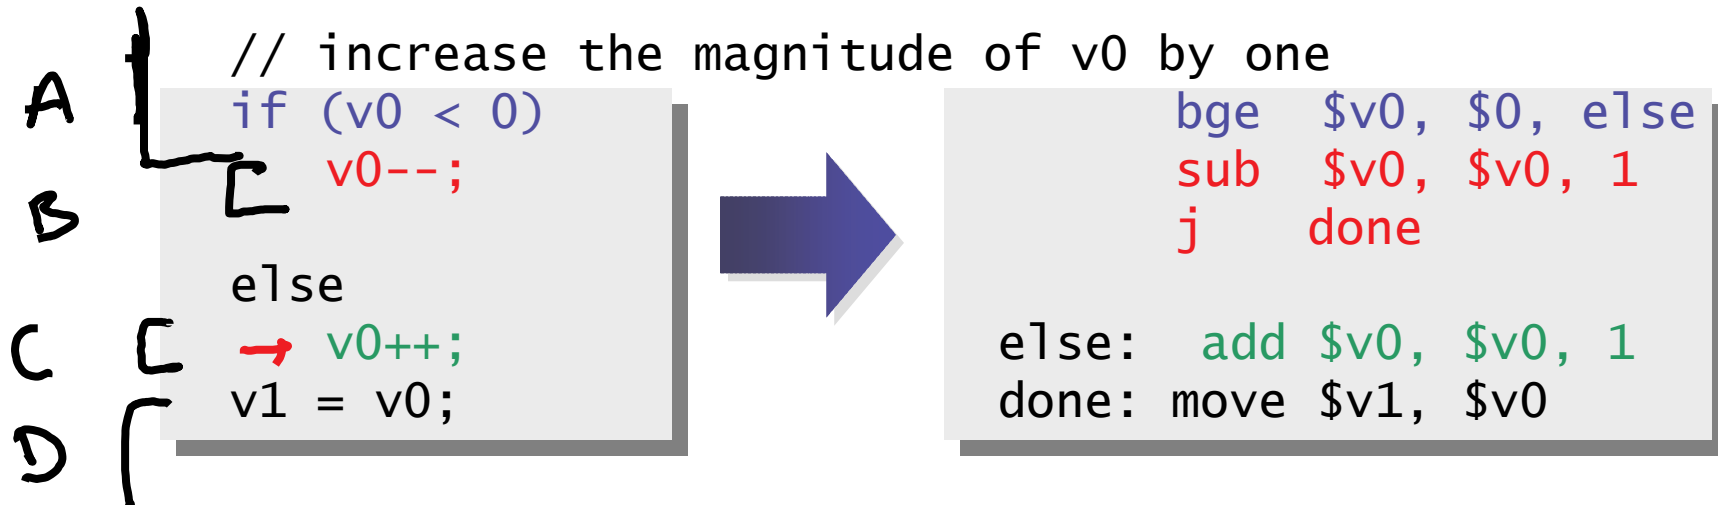 // increase the magnitude of v0 by one
A if (v0 < 0) bge $v0, $0, else
v0--; sub $v0, $v0, 1
B j done
else
C v0++; else: add $v0, $v0, 1
v1 = v0; done: move $v1, $v0
D